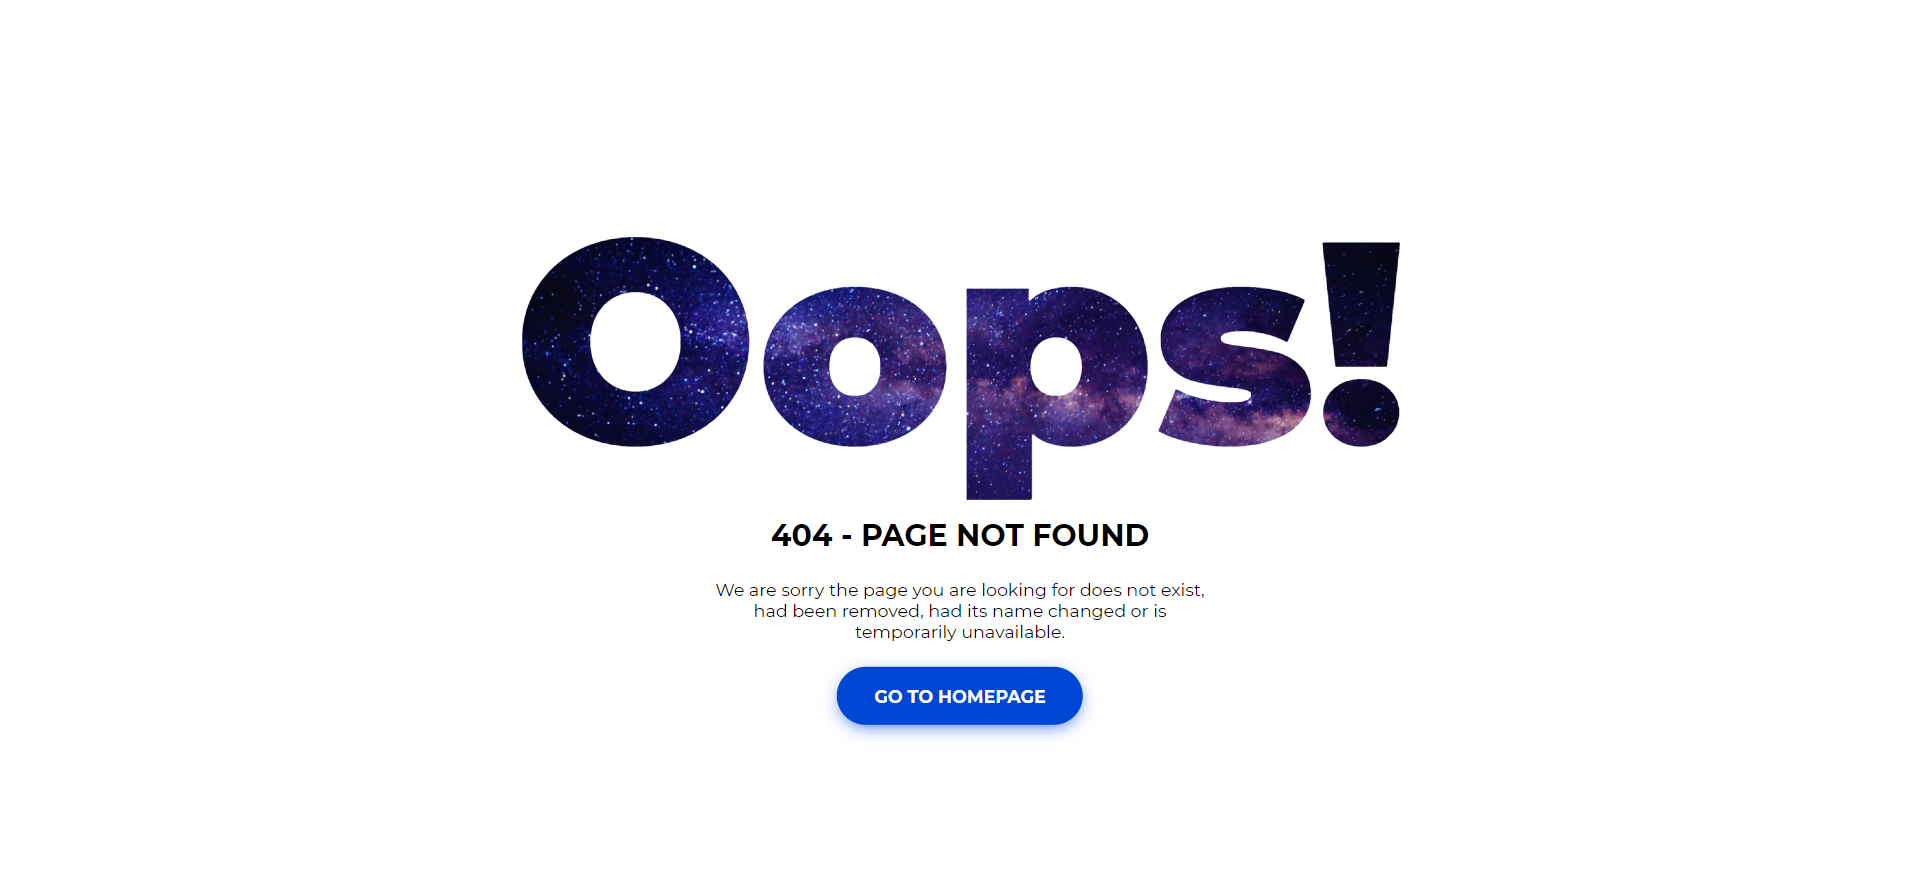 Oops!
404 - PAGE NOT FOUND
We are sorry the page you are looking for does not exist,
had been removed, had its name changed or is
temporarily unavailable.
GO TO HOMEPAGE